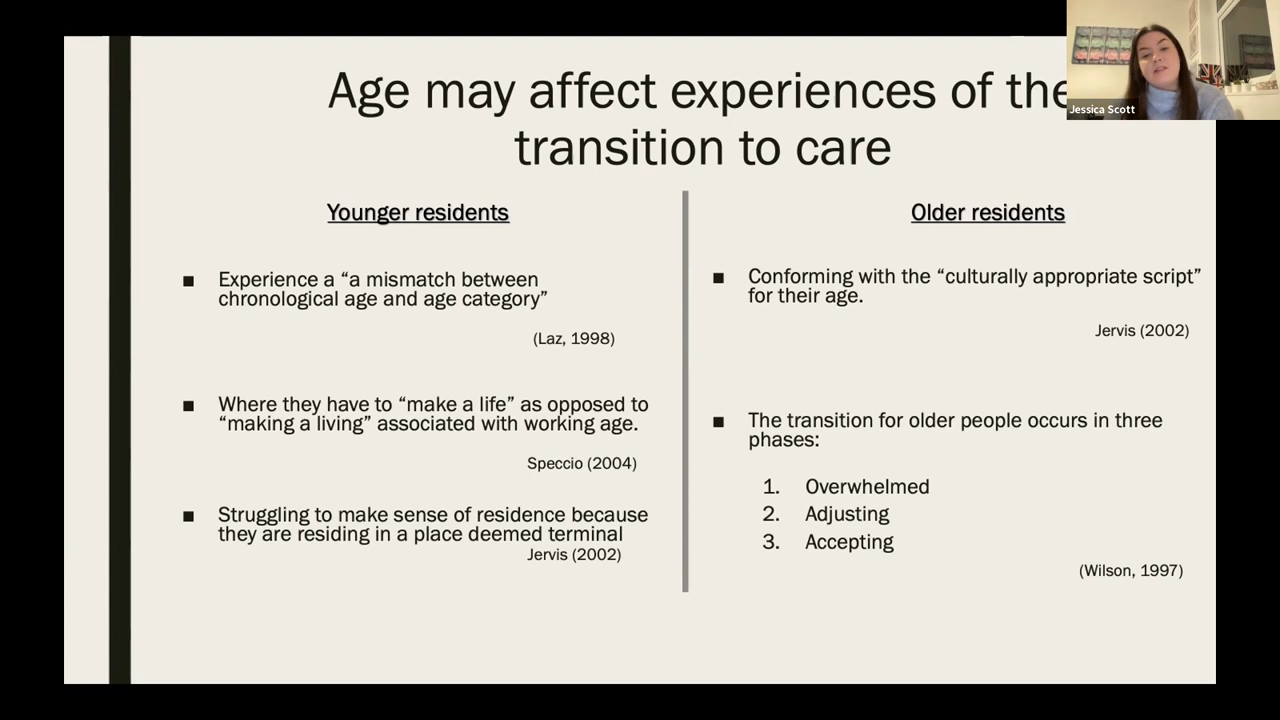 Age may affect experiences of the
transition to care
Jessica Scott
Younger residents
■ Experience a “a mismatch between
chronological age and age category”
(Laz, 1998)
■ Where they have to “make a life” as opposed to
“making a living” associated with working age.
Speccio (2004)
■ Struggling to make sense of residence because
they are residing in a place deemed terminal
Jervis (2002)
Older residents
■ Conforming with the “culturally appropriate script”
for their age.
Jervis (2002)
■ The transition for older people occurs in three
phases:
1. Overwhelmed
2. Adjusting
3. Accepting
(Wilson, 1997)